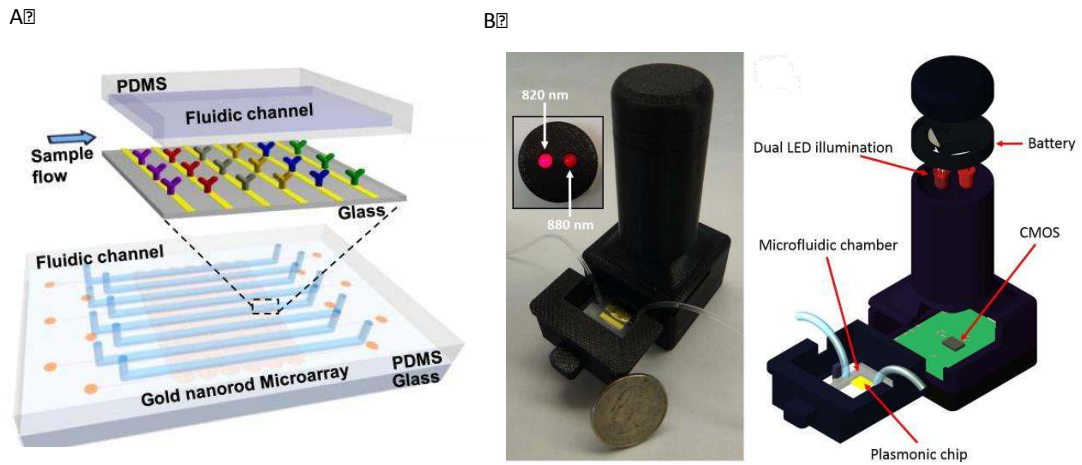 A
B
PDMS
Fluidic channel
Sample
flow
Glass
Fluidic channel
PDMS
Glass
Gold nanorod Microarray
820 nm
880 nm
Dual LED illumination
Battery
Microfluidic chamber
CMOS
Plasmonic chip